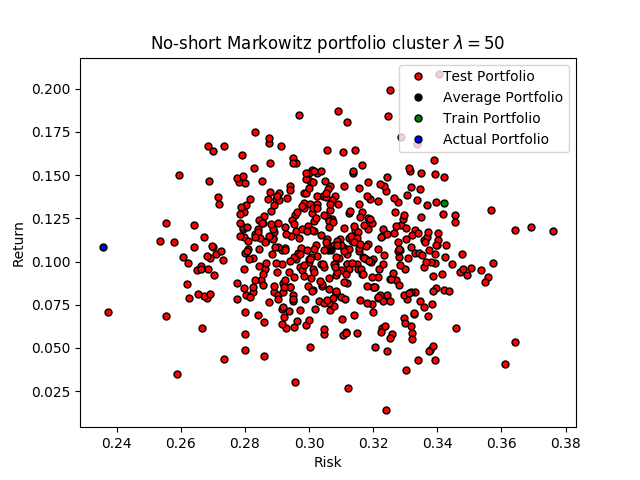 No-short Markowitz portfolio cluster λ = 50
Test Portfolio
Average Portfolio
Train Portfolio
Actual Portfolio
Return
0.200
0.175
0.150
0.125
0.100
0.075
0.050
0.025
0.24 0.26 0.28 0.30 0.32 0.34 0.36 0.38
Risk